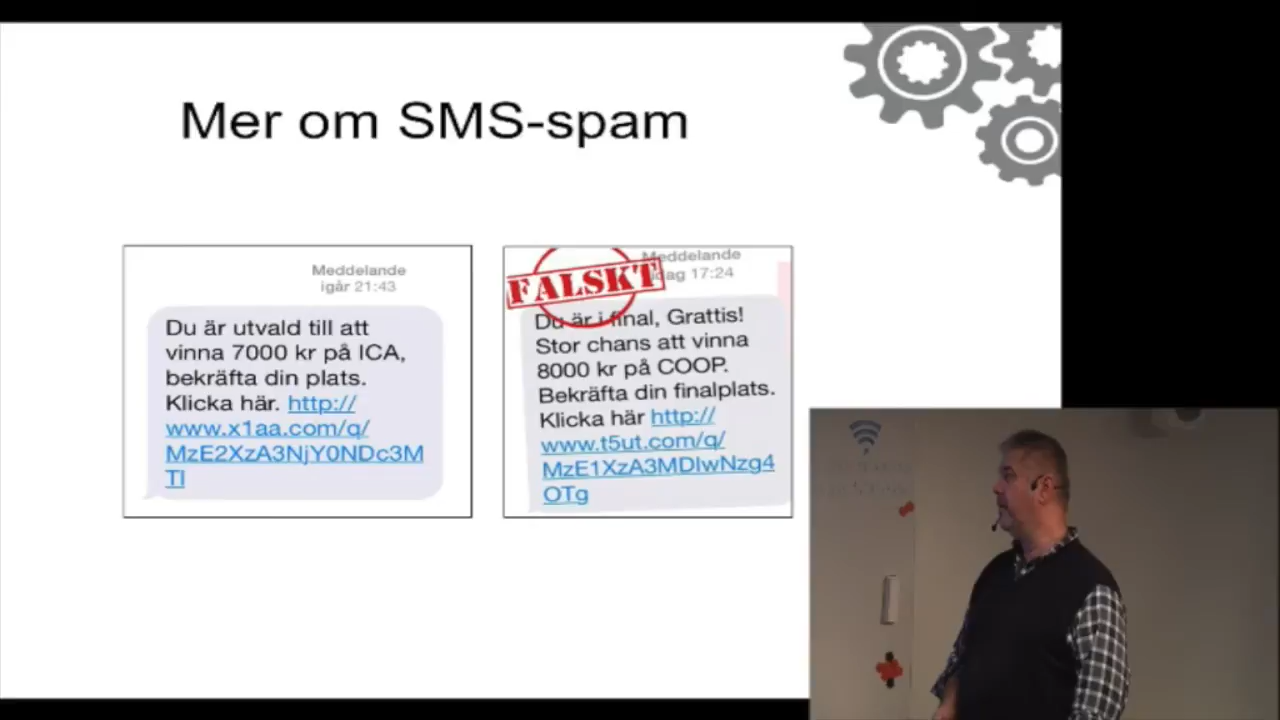 Mer om SMS-spam
Meddelande
igår 21:43
Du är utvald till att
vinna 7000 kr på ICA,
bekräfta din plats.
Klicka här. http://
www.x1aa.com/q/
MzE2XzA3NjY0NDc3M
TI
Meddelande
17:24
FALSKT
Du är i final, Grattis!
Stor chans att vinna
8000 kr på COOP.
Bekräfta din finalplats.
Klicka här http://
www.t5ut.com/q/
MzE1XzA3MDIwNzg4
OTg